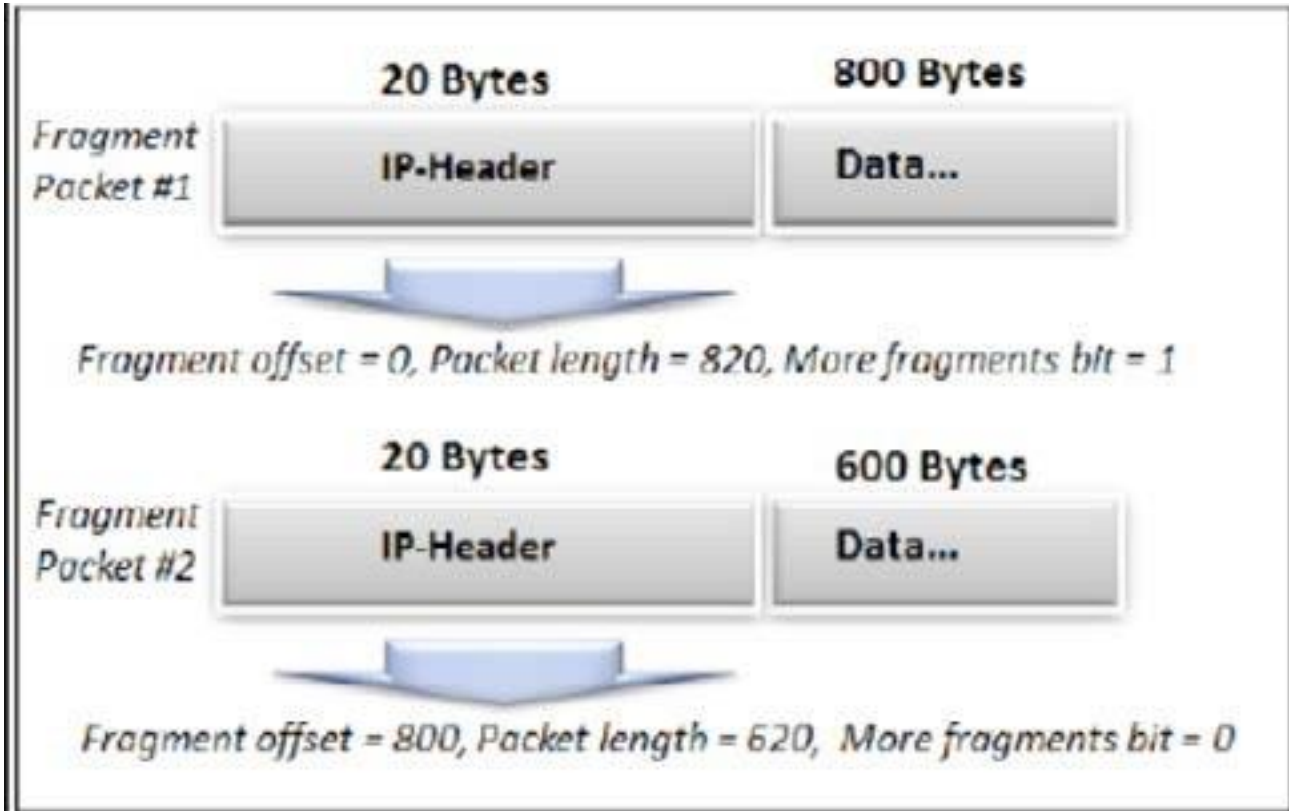 20 Bytes 800 Bytes
Fragment
Packet #1
IP-Header Data...
Fragment offset = 0, Packet length = 820, More fragments bit = 1
20 Bytes 600 Bytes
Fragment
Packet #2
IP-Header Data...
Fragment offset = 800, Packet length = 620, More fragments bit = 0